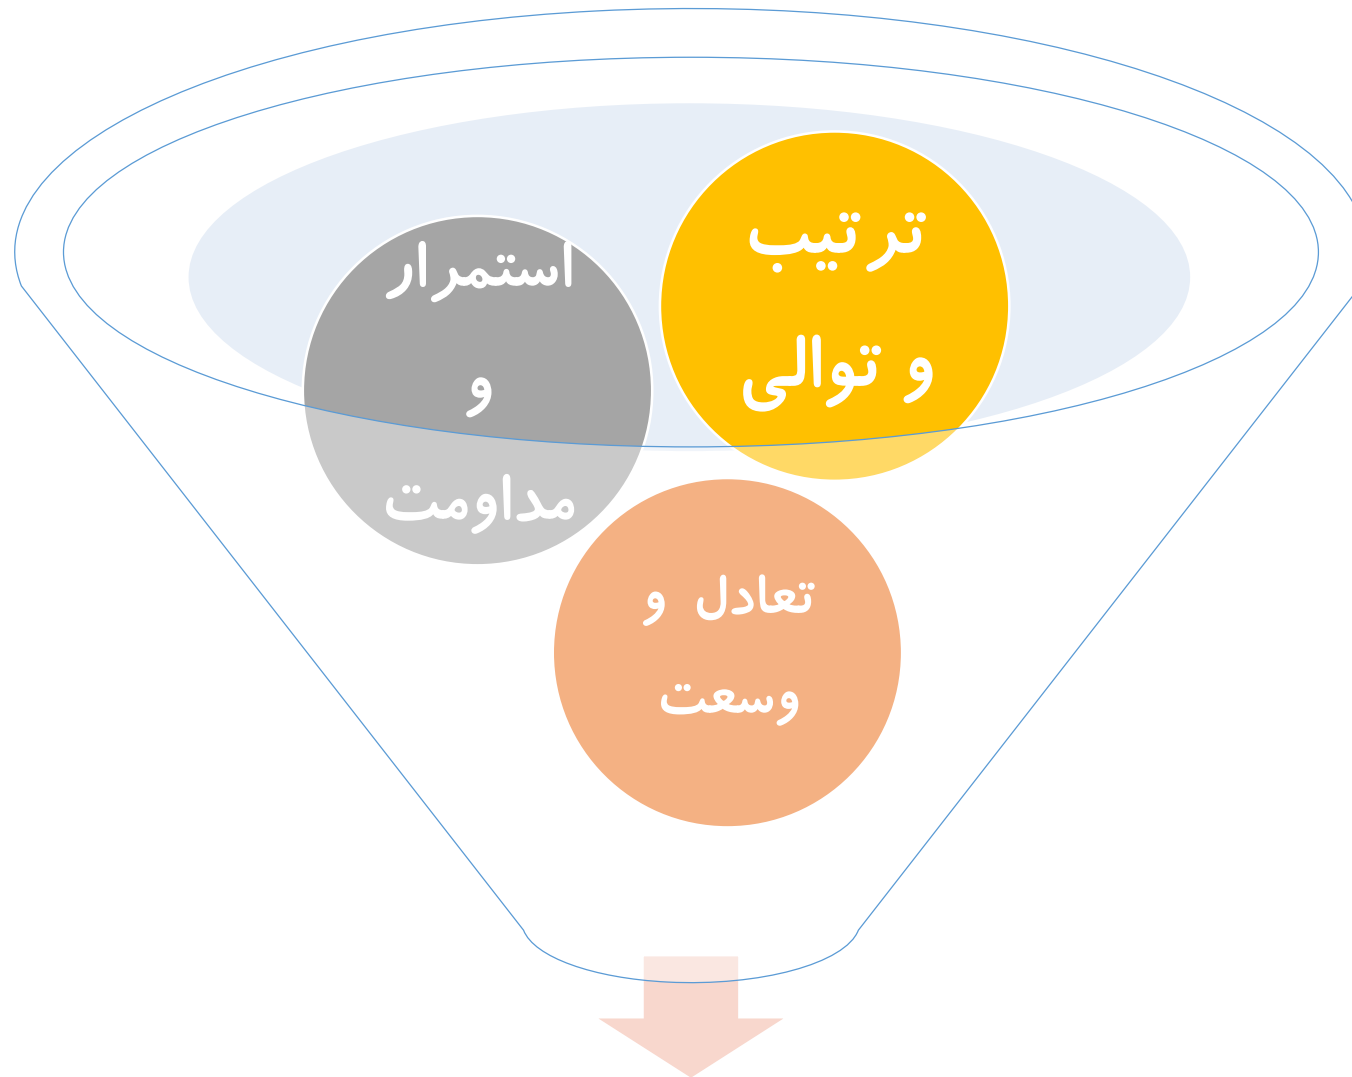 ترتیب
و توالی
استمرار
و
مداومت
تعادل و
وسعت